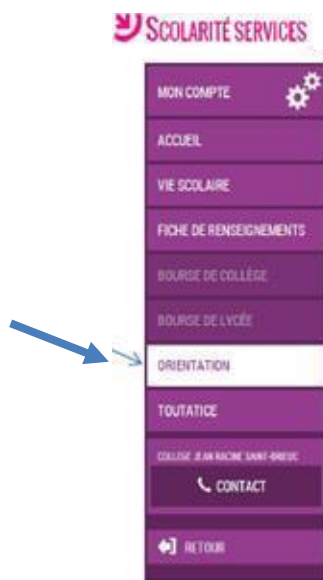 SCOLARITÉ SERVICES
MON COMPTE
ACCUEIL
VIE SCOLAIRE
FICHE DE RENSEIGNEMENTS
BOURSE DE COLLÈGE
BOURSE DE LYCÉE
ORIENTATION
TOUTATICE
COLLEGE JEAN RACINE SAINT-BRIEUC
CONTACT
RETOUR